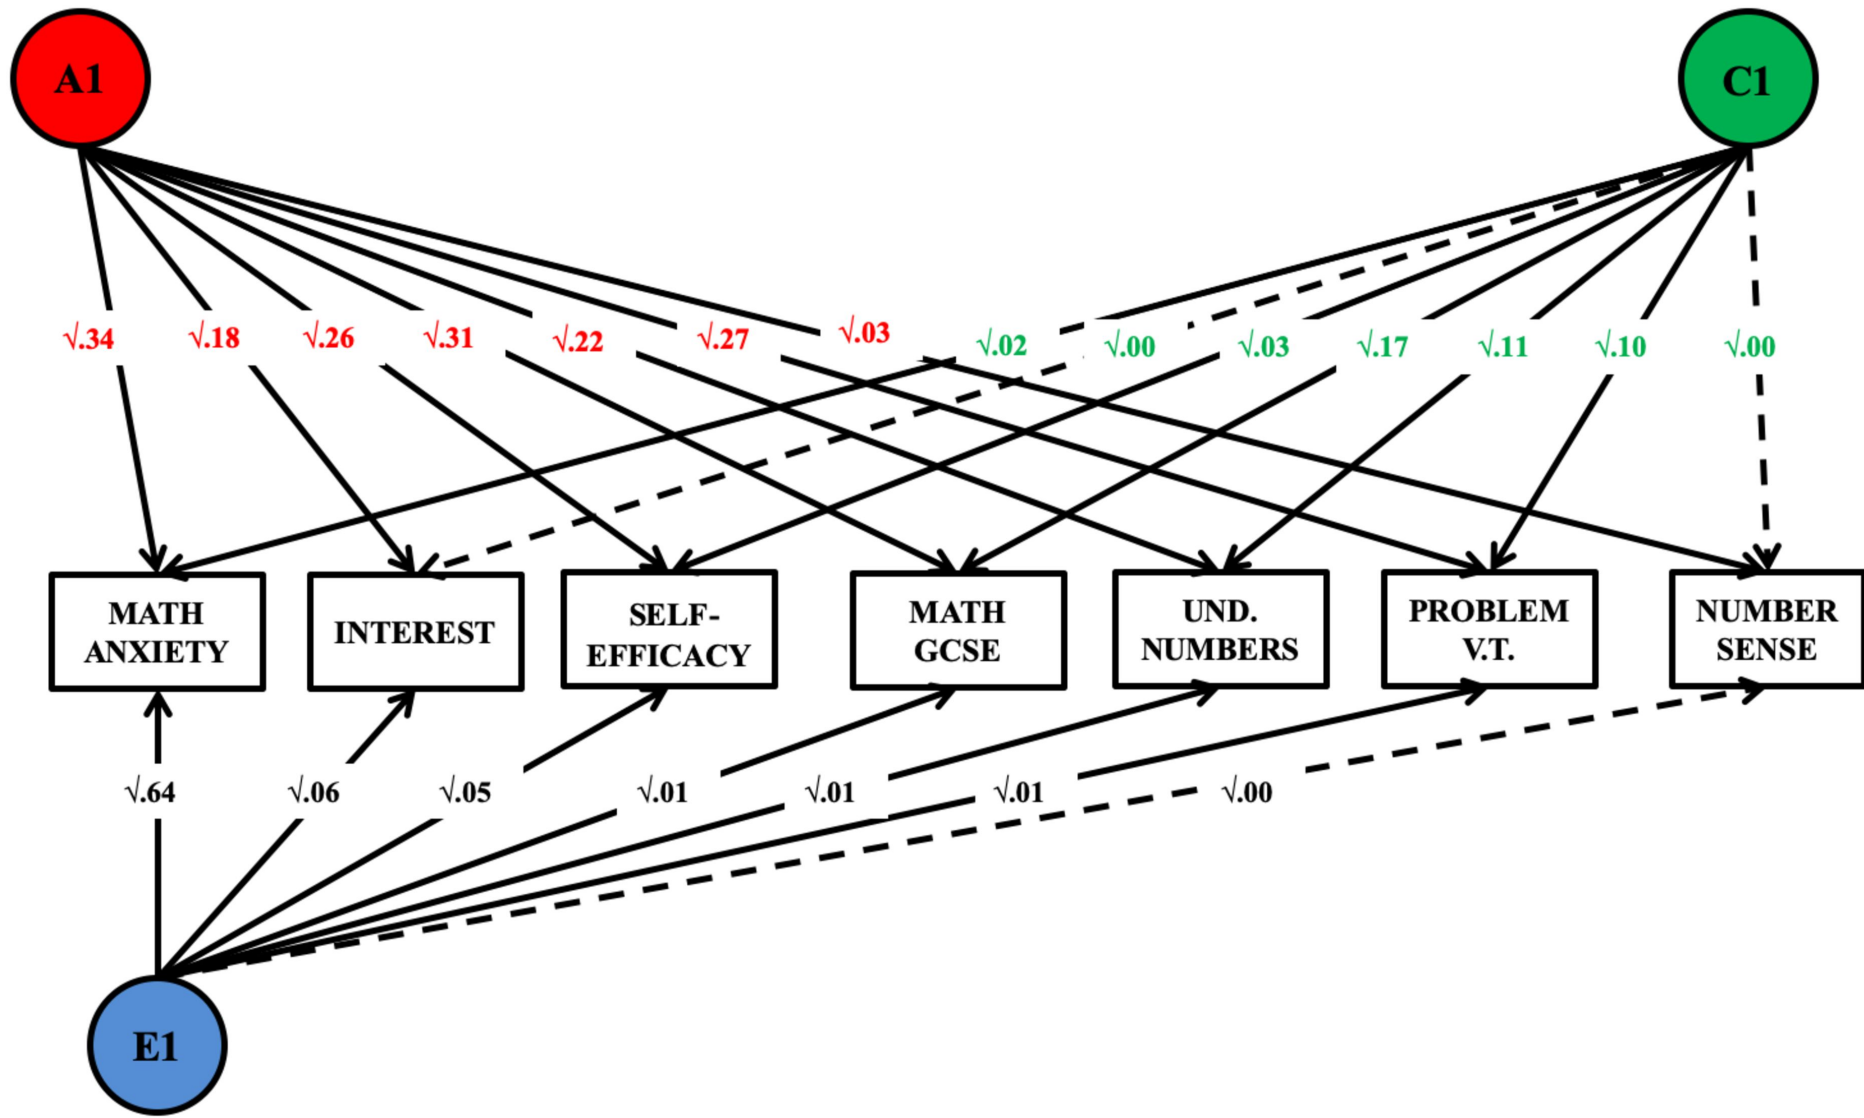 A1
C1
√.34
√.18
√.26
√.31
√.22
√.27
√.03
√.02
√.00
√.03
√.17
√.11
√.10
√.00
MATH
ANXIETY
INTEREST
SELF-
EFFICACY
MATH
GCSE
UND.
NUMBERS
PROBLEM
V.T.
NUMBER
SENSE
√.64
√.06
√.05
√.01
√.01
√.01
√.00
E1